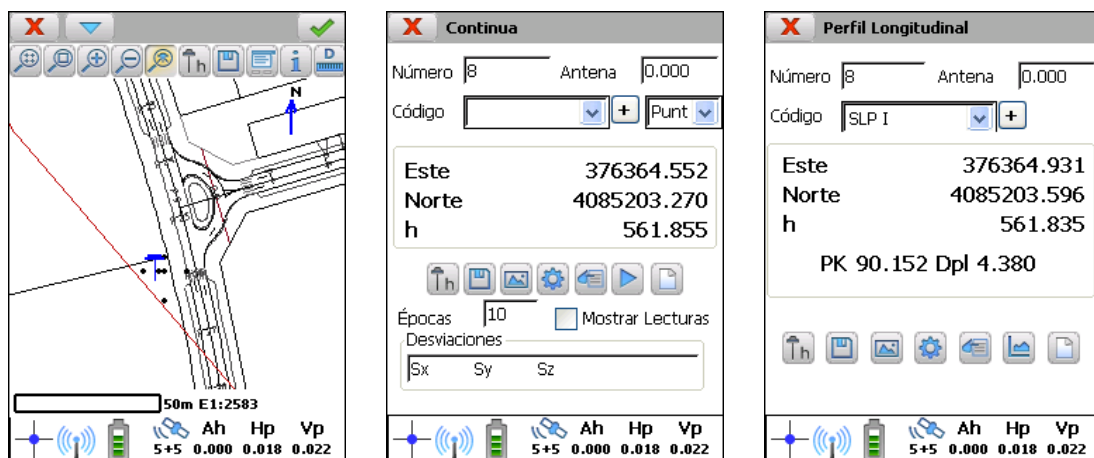 Th
i
D
N
50m E1:2583
Ah Hp Vp
5+5 0.000 0.018 0.022
Continua
Número 8 Antena 0.000
Código + Punt
Este 376364.552
Norte 4085203.270
h 561.855
Th
Épocas 10 Mostrar Lecturas
Desviaciones
Sx Sy Sz
Ah Hp Vp
5+5 0.000 0.018 0.022
Perfil Longitudinal
Número 8 Antena 0.000
Código SLP I +
Este 376364.931
Norte 4085203.596
h 561.835
PK 90.152 Dpl 4.380
Th
Ah Hp Vp
5+5 0.000 0.018 0.022